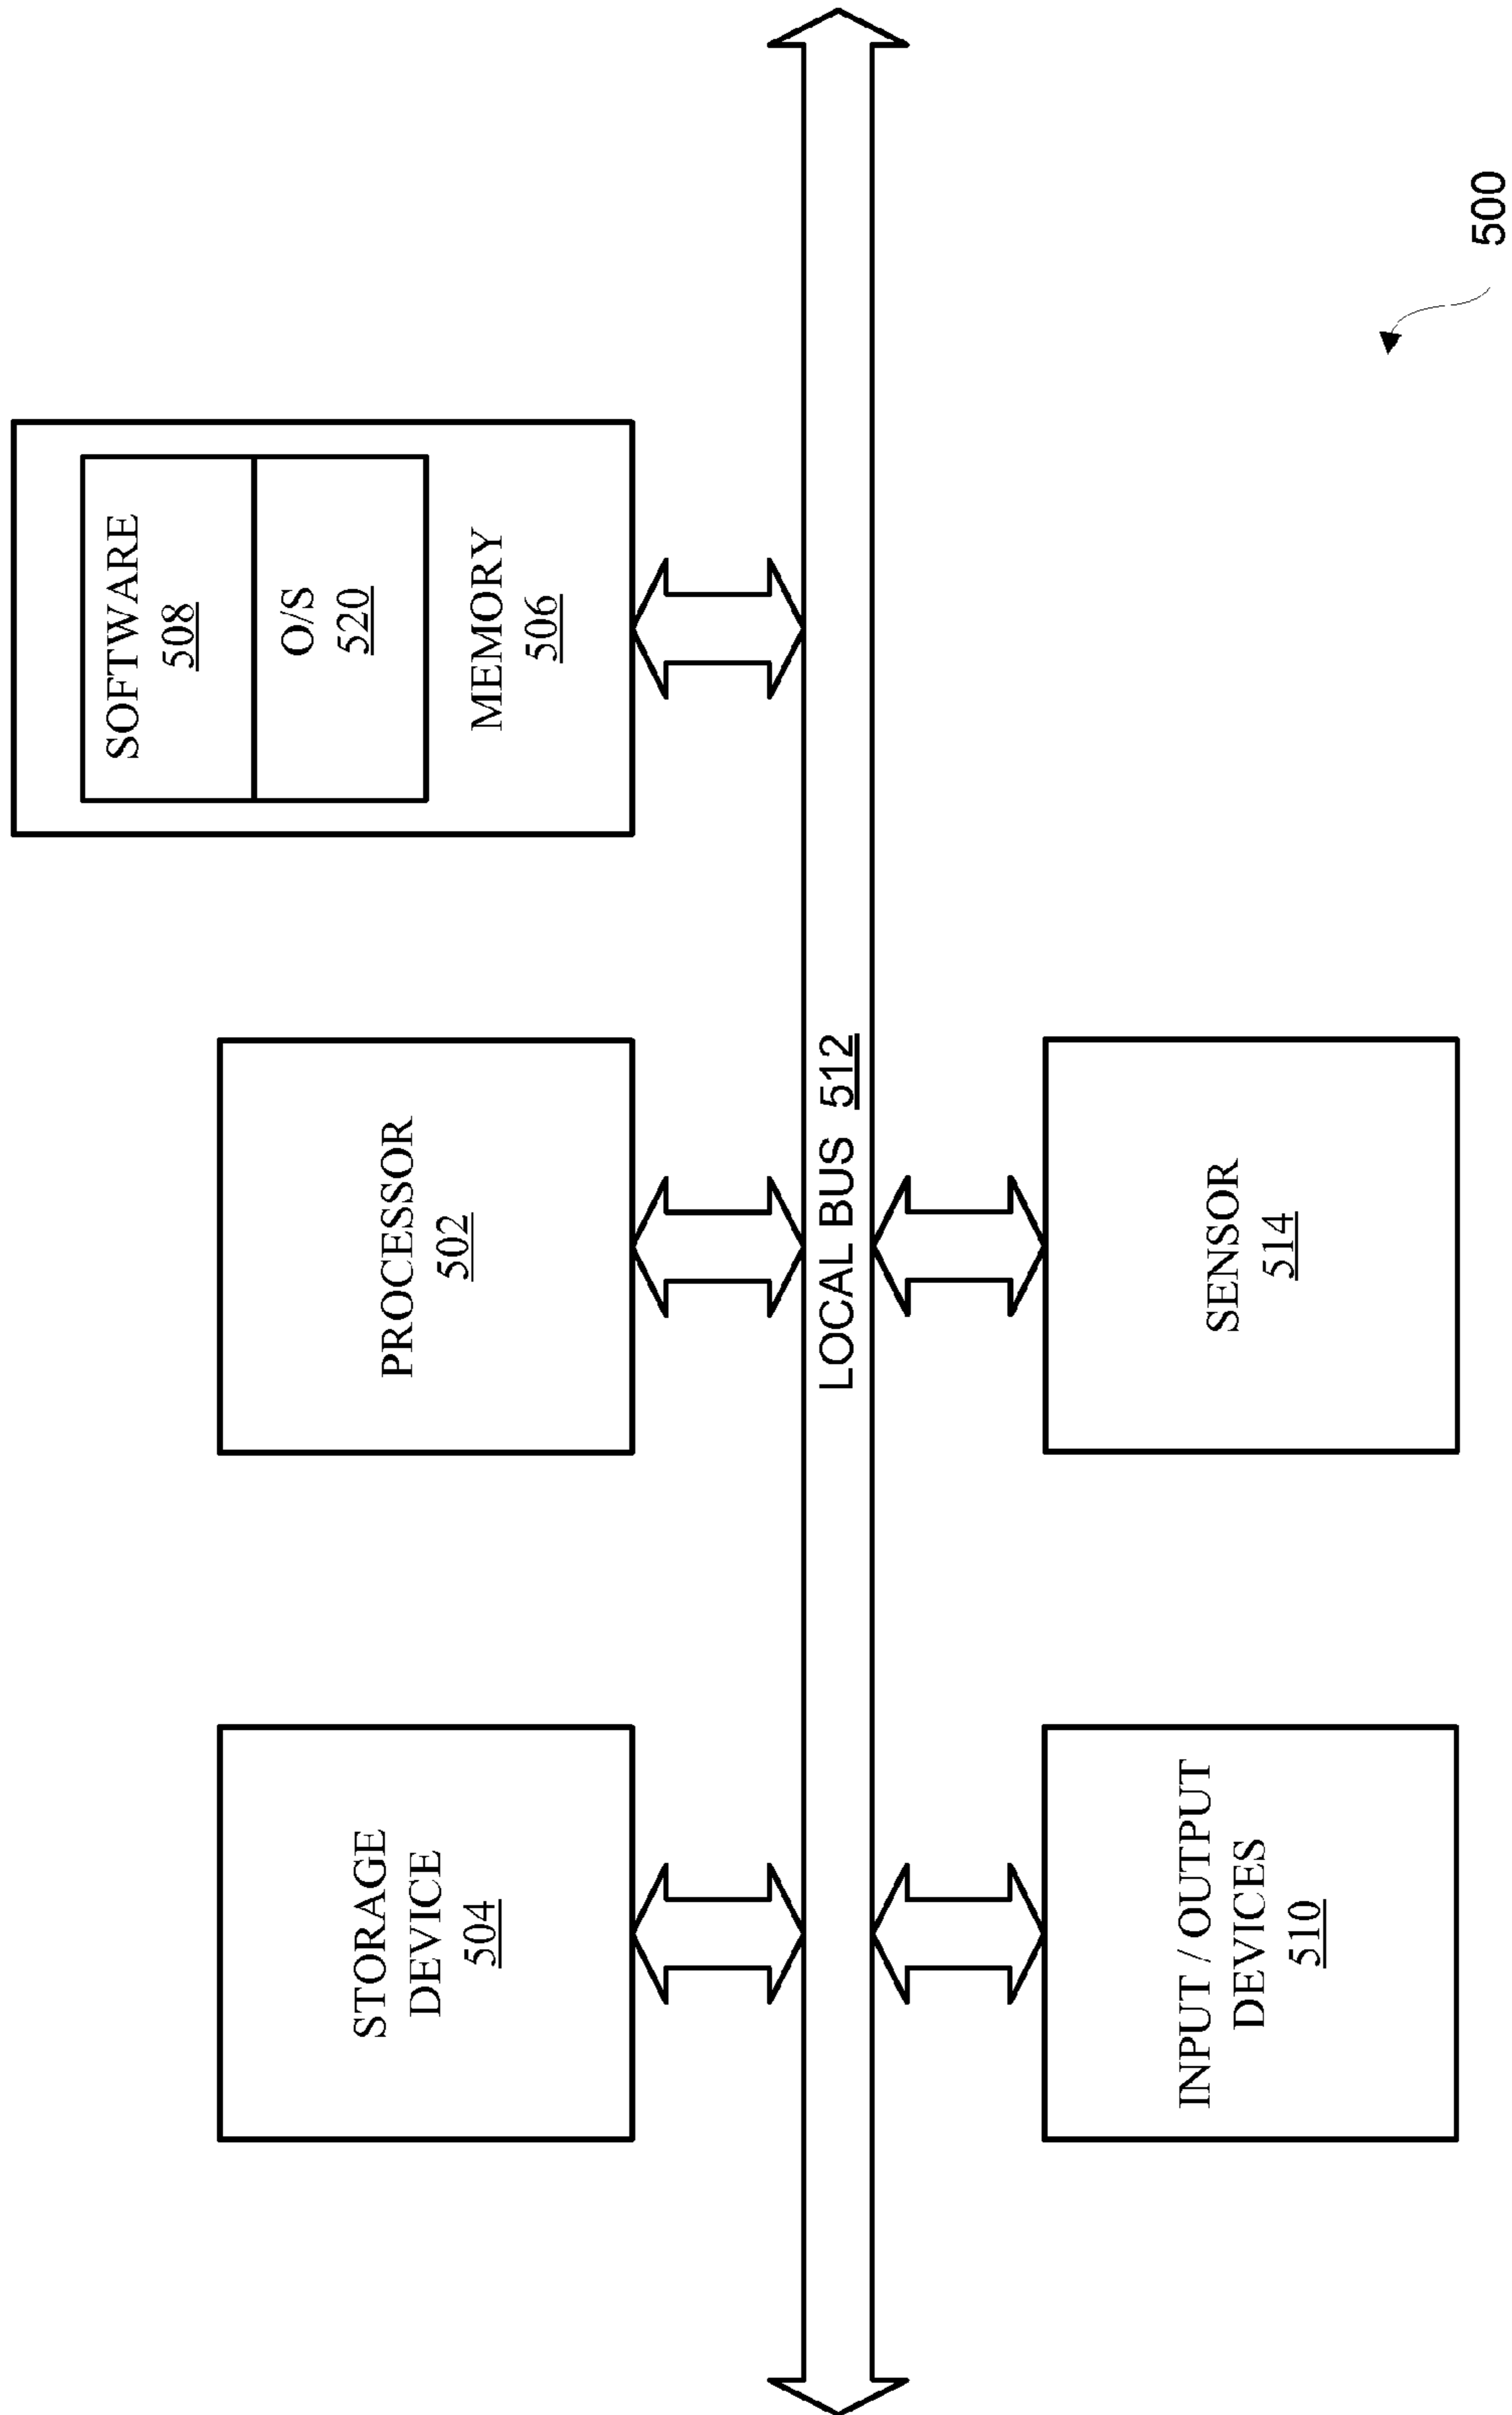 STORAGE
DEVICE
504
PROCESSOR
502
SOFTWARE
508
O/S
520
MEMORY
506
LOCAL BUS 512
INPUT / OUTPUT
DEVICES
510
SENSOR
514
500